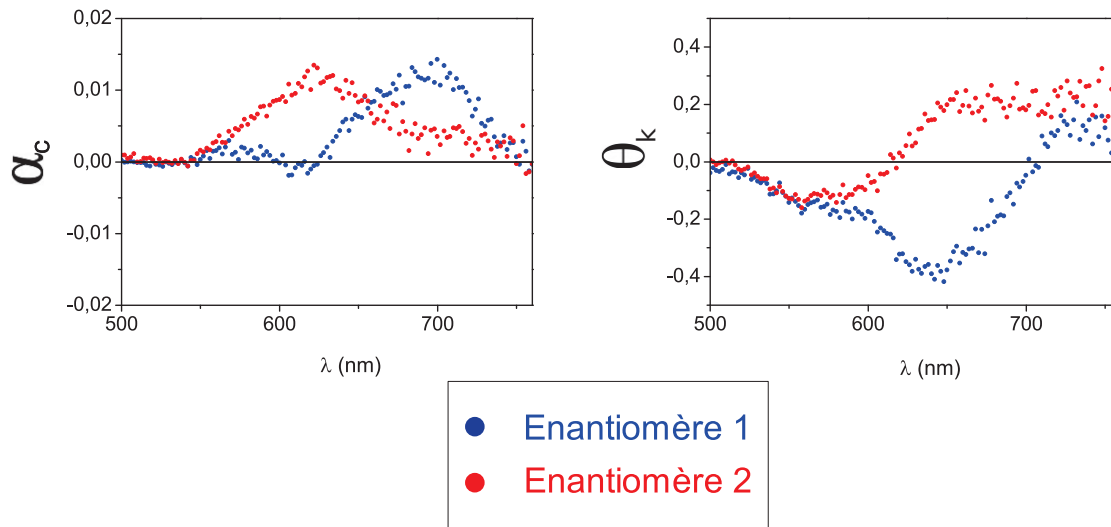 0,02
0,01
0,00
-0,01
-0,02
500 600 700
αc
λ (nm)
0,4
0,2
0,0
-0,2
-0,4
500 600 700
θk
λ (nm)
Enantiomère 1
Enantiomère 2